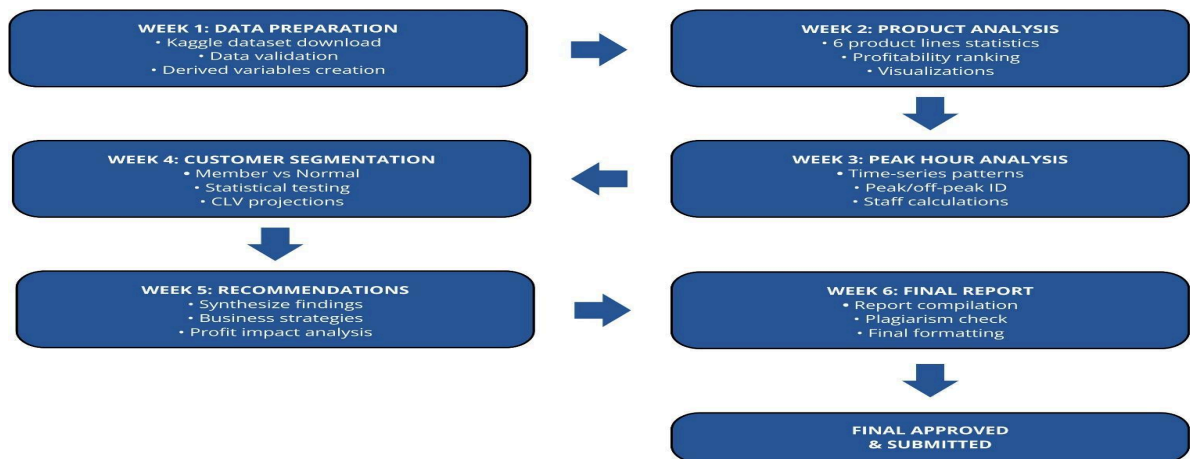 WEEK 1: DATA PREPARATION
• Kaggle dataset download
• Data validation
• Derived variables creation
WEEK 2: PRODUCT ANALYSIS
• 6 product lines statistics
• Profitability ranking
• Visualizations
WEEK 3: PEAK HOUR ANALYSIS
• Time-series patterns
• Peak/off-peak ID
• Staff calculations
WEEK 4: CUSTOMER SEGMENTATION
• Member vs Normal
• Statistical testing
• CLV projections
WEEK 5: RECOMMENDATIONS
• Synthesize findings
• Business strategies
• Profit impact analysis
WEEK 6: FINAL REPORT
• Report compilation
• Plagiarism check
• Final formatting
FINAL APPROVED
& SUBMITTED